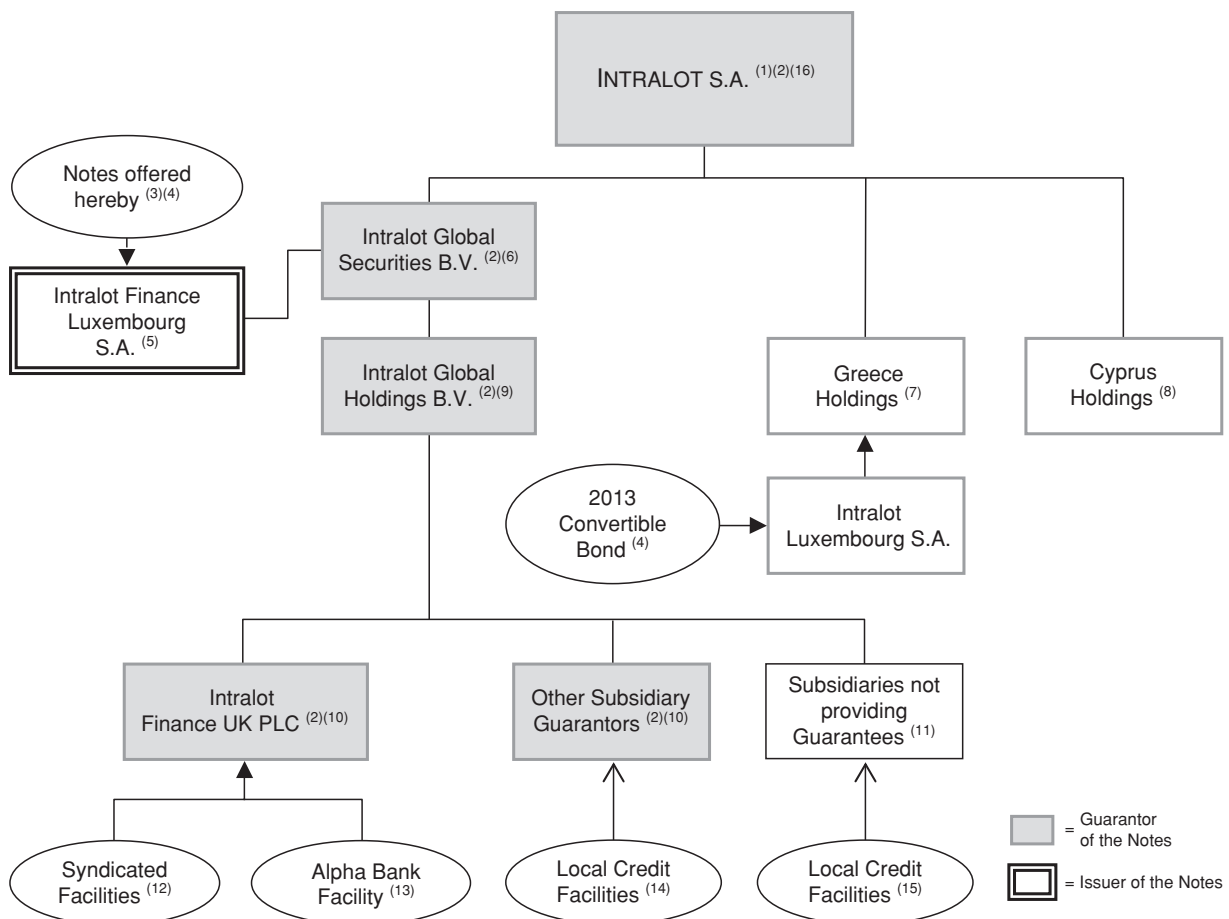 INTRALOT S.A. (1)(2)(16)
Notes offered
hereby (3)(4)
Intralot Global
Securities B.V. (2)(6)
Intralot Finance
Luxembourg
S.A. (5)
Intralot Global
Holdings B.V. (2)(9)
Greece
Holdings (7)
Cyprus
Holdings (8)
2013
Convertible
Bond (4)
Intralot
Luxembourg S.A.
Intralot
Finance UK PLC (2)(10)
Other Subsidiary
Guarantors (2)(10)
Subsidiaries not
providing
Guarantees (11)
Syndicated
Facilities (12)
Alpha Bank
Facility (13)
Local Credit
Facilities (14)
Local Credit
Facilities (15)
= Guarantor
of the Notes
= Issuer of the Notes